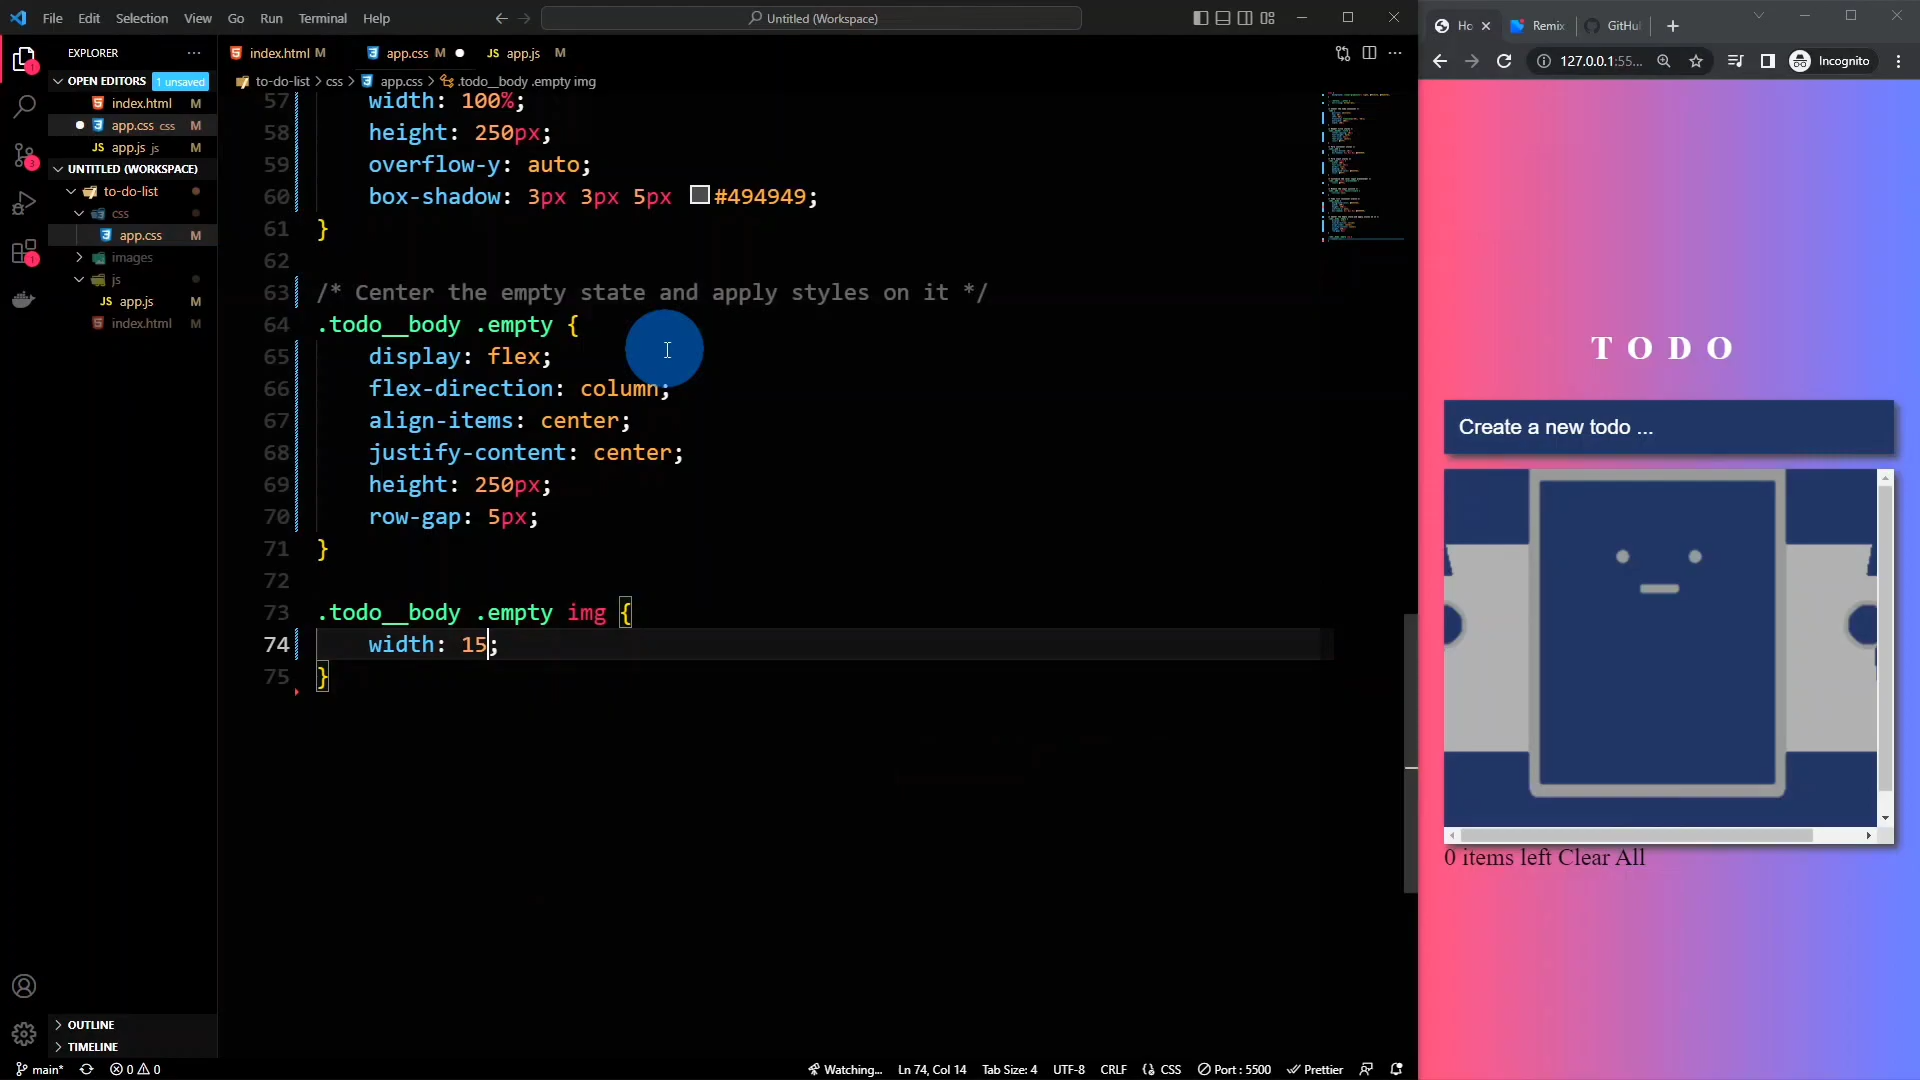 File Edit Selection View Go Run Terminal Help
Untitled (Workspace)
EXPLORER
OPEN EDITORS 1 unsaved
index.html M
app.css css M
app.js js M
UNTITLED (WORKSPACE)
to-do-list
css
app.css M
images
js
app.js M
index.html M
OUTLINE
TIMELINE
index.html M
app.css M
app.js M
to-do-list > css > app.css > .todo__body .empty img
57 width: 100%;
58 height: 250px;
59 overflow-y: auto;
60 box-shadow: 3px 3px 5px #494949;
61 }
62
63 /* Center the empty state and apply styles on it */
64 .todo__body .empty {
65 display: flex;
66 flex-direction: column;
67 align-items: center;
68 justify-content: center;
69 height: 250px;
70 row-gap: 5px;
71 }
72
73 .todo__body .empty img {
74 width: 15;
75 }
main* 0 0
Watching... Ln 74, Col 14 Tab Size: 4 UTF-8 CRLF CSS Port : 5500 Prettier
Ho Remix GitHu
127.0.0.1:55... Incognito
TODO
Create a new todo ...
0 items left Clear All